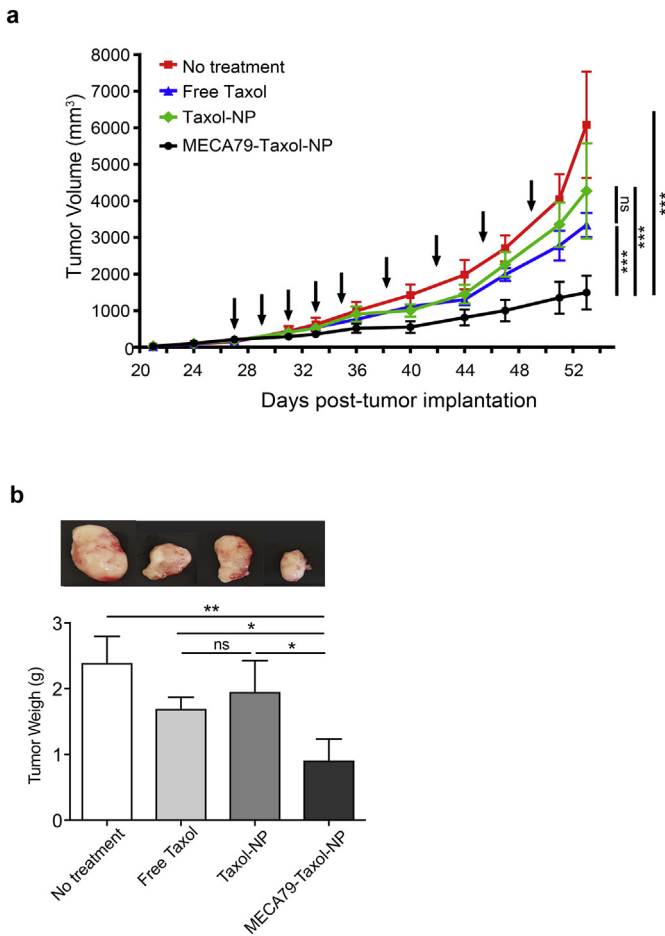 a
8000
7000
6000
5000
4000
3000
2000
1000
0
Tumor Volume (mm³)
No treatment
Free Taxol
Taxol-NP
MECA79-Taxol-NP
ns
***
***
***
20 24 28 32 36 40 44 48 52
Days post-tumor implantation
b
**
*
ns *
3
2
1
0
Tumor Weigh (g)
No treatment
Free Taxol
Taxol-NP
MECA79-Taxol-NP